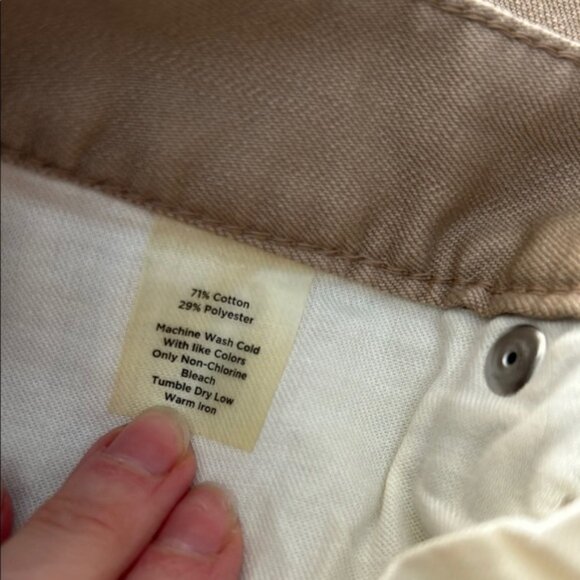 71% Cotton
29% Polyester
Machine Wash Cold
With like Colors
Only Non-Chlorine
Bleach
Tumble Dry Low
Warm Iron